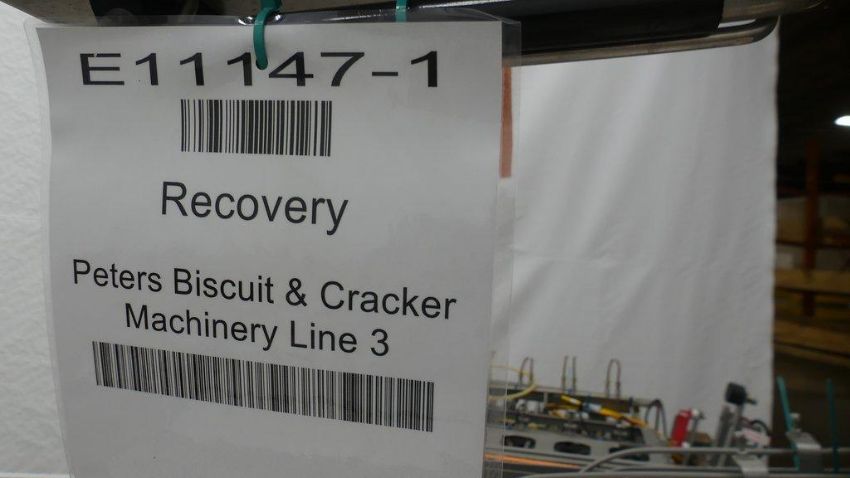 E11147-1
Recovery
Peters Biscuit & Cracker
Machinery Line 3